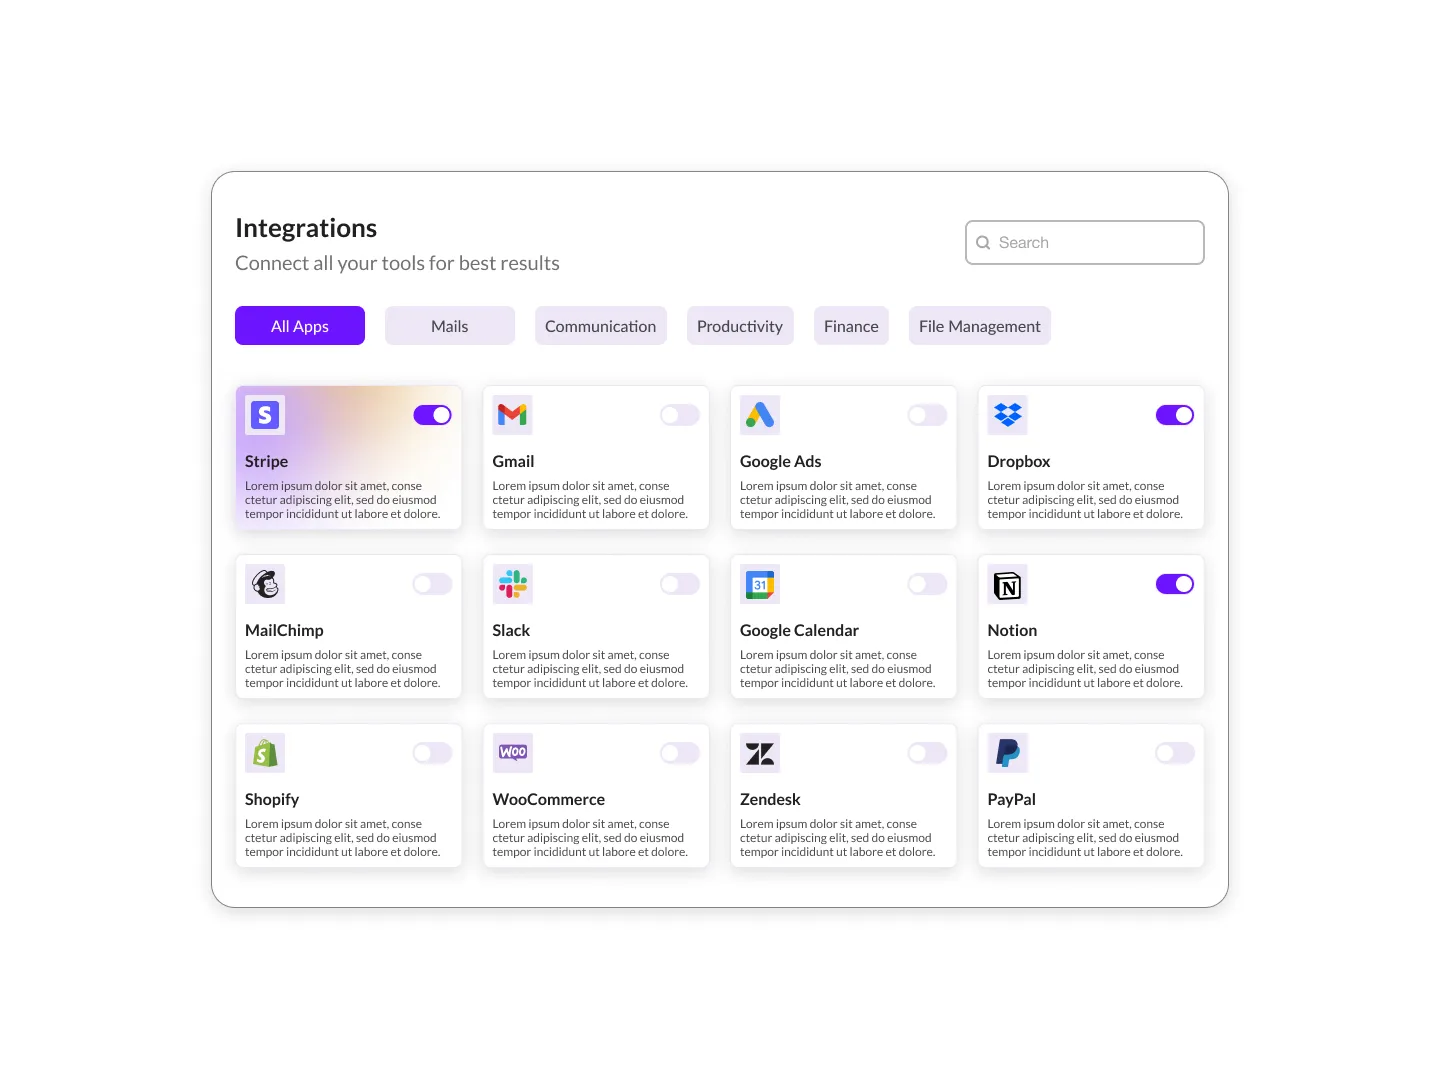 Integrations
Connect all your tools for best results
Search
All Apps
Mails
Communication
Productivity
Finance
File Management
S
Stripe
Lorem ipsum dolor sit amet, conse
ctetur adipiscing elit, sed do eiusmod
tempor incididunt ut labore et dolore.
Gmail
Lorem ipsum dolor sit amet, conse
ctetur adipiscing elit, sed do eiusmod
tempor incididunt ut labore et dolore.
Google Ads
Lorem ipsum dolor sit amet, conse
ctetur adipiscing elit, sed do eiusmod
tempor incididunt ut labore et dolore.
Dropbox
Lorem ipsum dolor sit amet, conse
ctetur adipiscing elit, sed do eiusmod
tempor incididunt ut labore et dolore.
MailChimp
Lorem ipsum dolor sit amet, conse
ctetur adipiscing elit, sed do eiusmod
tempor incididunt ut labore et dolore.
Slack
Lorem ipsum dolor sit amet, conse
ctetur adipiscing elit, sed do eiusmod
tempor incididunt ut labore et dolore.
31
Google Calendar
Lorem ipsum dolor sit amet, conse
ctetur adipiscing elit, sed do eiusmod
tempor incididunt ut labore et dolore.
N
Notion
Lorem ipsum dolor sit amet, conse
ctetur adipiscing elit, sed do eiusmod
tempor incididunt ut labore et dolore.
S
Shopify
Lorem ipsum dolor sit amet, conse
ctetur adipiscing elit, sed do eiusmod
tempor incididunt ut labore et dolore.
Woo
WooCommerce
Lorem ipsum dolor sit amet, conse
ctetur adipiscing elit, sed do eiusmod
tempor incididunt ut labore et dolore.
Zendesk
Lorem ipsum dolor sit amet, conse
ctetur adipiscing elit, sed do eiusmod
tempor incididunt ut labore et dolore.
PayPal
Lorem ipsum dolor sit amet, conse
ctetur adipiscing elit, sed do eiusmod
tempor incididunt ut labore et dolore.